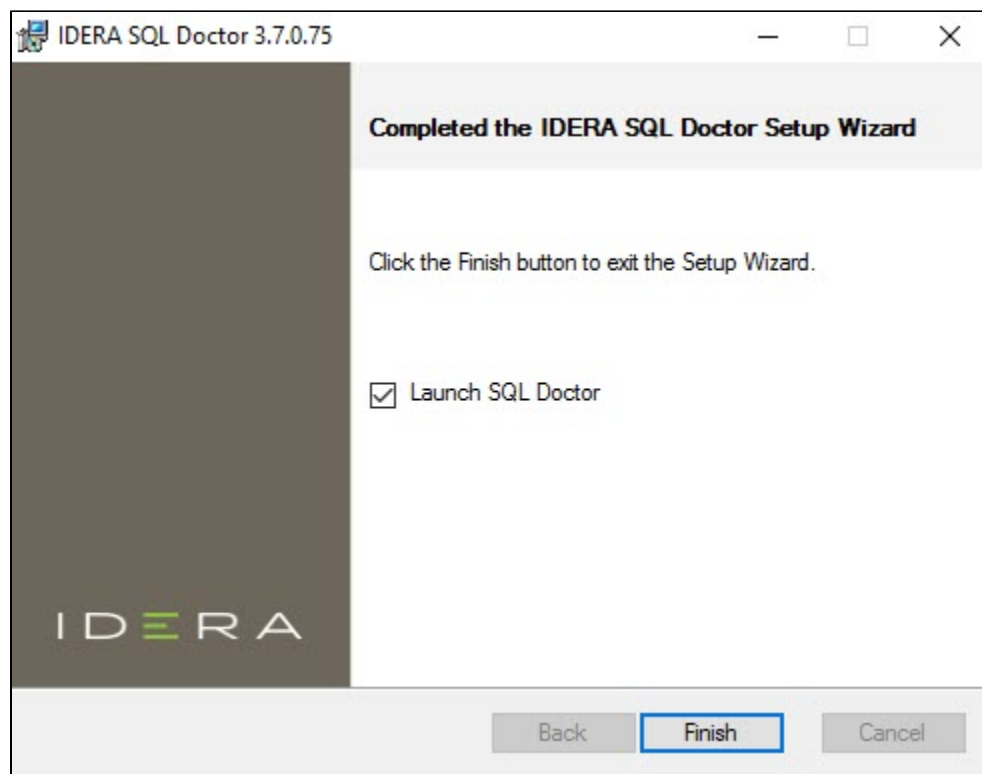 IDERA SQL Doctor 3.7.0.75
Completed the IDERA SQL Doctor Setup Wizard
Click the Finish button to exit the Setup Wizard.
Launch SQL Doctor
IDERA
Back
Finish
Cancel